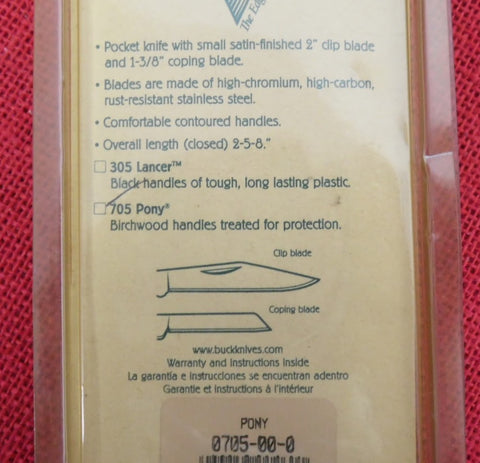 The Edg
• Pocket knife with small satin-finished 2" clip blade
and 1-3/8" coping blade.
• Blades are made of high-chromium, high-carbon,
rust-resistant stainless steel.
• Comfortable contoured handles.
• Overall length (closed) 2-5-8."
305 Lancer™
Black handles of tough, long lasting plastic.
705 Pony®
Birchwood handles treated for protection.
Clip blade
Coping blade
www.buckknives.com
Warranty and instructions Inside
La garantia e instrucciones se encuentran adentro
Garantie et Instructions à l'intérieur
PONY
0705-00-0